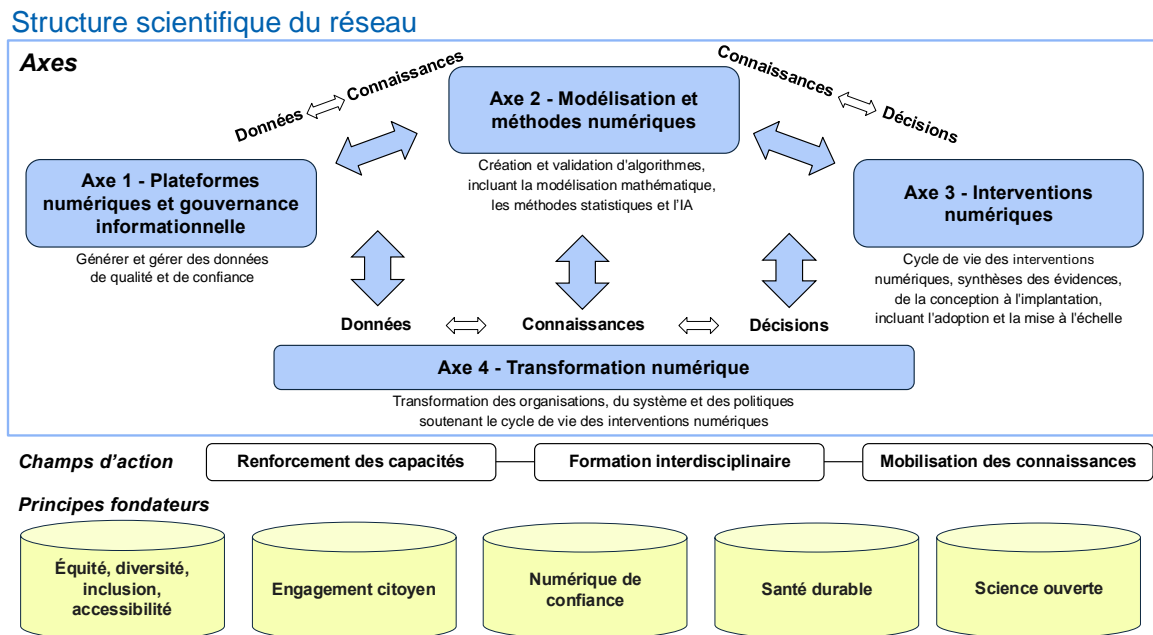 Structure scientifique du réseau
Axes
Données
Connaissances
Connaissances
Décisions
Axe 1 - Plateformes
numériques et gouvernance
informationnelle
Générer et gérer des données
de qualité et de confiance
Axe 2 - Modélisation et
méthodes numériques
Création et validation d'algorithmes,
incluant la modélisation mathématique,
les méthodes statistiques et l'IA
Axe 3 - Interventions
numériques
Cycle de vie des interventions
numériques, synthèses des évidences,
de la conception à l'implantation,
incluant l'adoption et la mise à l'échelle
Données
Connaissances
Décisions
Axe 4 - Transformation numérique
Transformation des organisations, du système et des politiques
soutenant le cycle de vie des interventions numériques
Champs d'action
Renforcement des capacités
Formation interdisciplinaire
Mobilisation des connaissances
Principes fondateurs
Équité, diversité,
inclusion,
accessibilité
Engagement citoyen
Numérique de
confiance
Santé durable
Science ouverte